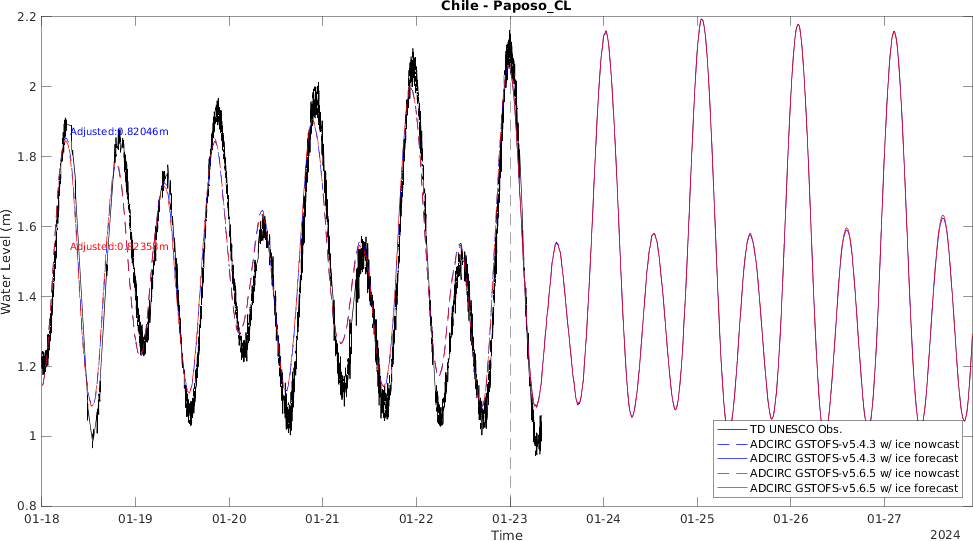 Chile - Paposo_CL
2.2
2
1.8
1.6
1.4
1.2
1
0.8
Water Level (m)
Adjusted:0.82046m
Adjusted:0.82358m
TD UNESCO Obs.
ADCIRC GSTOFS-v5.4.3 w/ ice nowcast
ADCIRC GSTOFS-v5.4.3 w/ ice forecast
ADCIRC GSTOFS-v5.6.5 w/ ice nowcast
ADCIRC GSTOFS-v5.6.5 w/ ice forecast
01-18 01-19 01-20 01-21 01-22 01-23 01-24 01-25 01-26 01-27
Time
2024